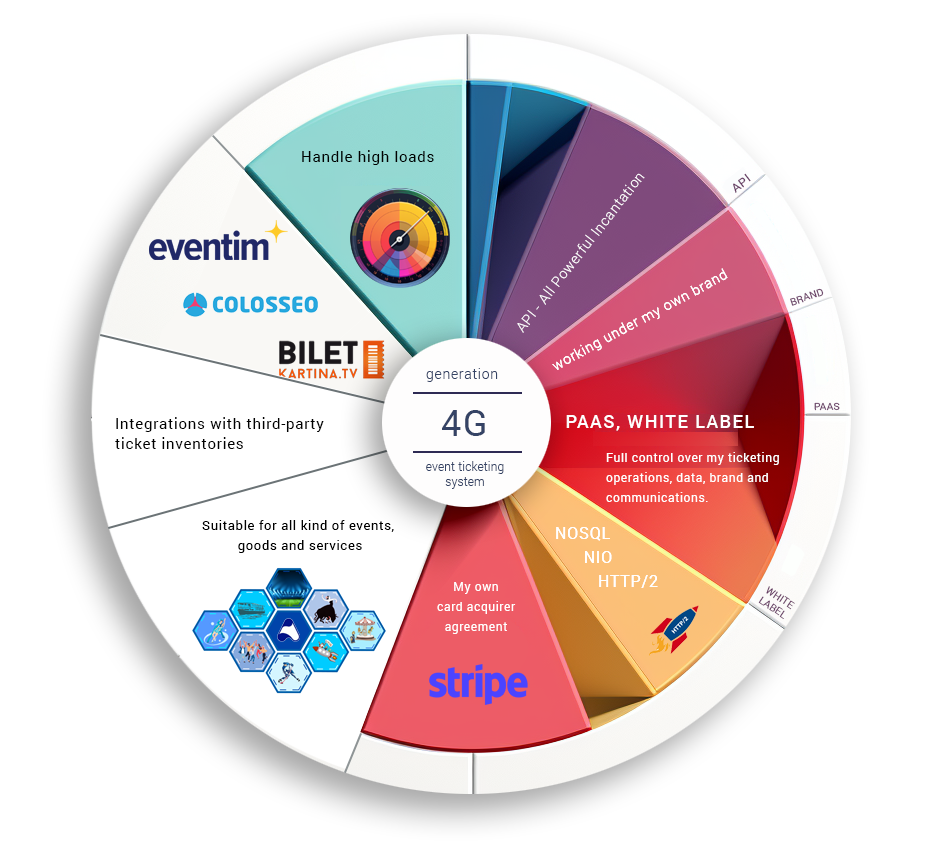 Handle high loads
eventim
COLOSSEO
BILET
KARTINA.TV
Integrations with third-party
ticket inventories
Suitable for all kind of events,
goods and services
generation
4G
event ticketing
system
API - All Powerful Incantation
API
working under my own brand
BRAND
PAAS, WHITE LABEL
PAAS
Full control over my ticketing
operations, data, brand and
communications.
WHITE
LABEL
NOSQL
NIO
HTTP/2
HTTP/2
My own
card acquirer
agreement
stripe